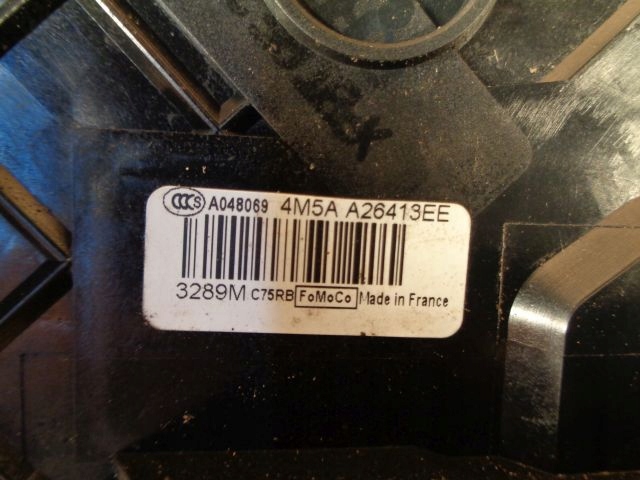 CCCS A048069 4M5A A26413EE
3289M C75RB FoMoCo Made in France